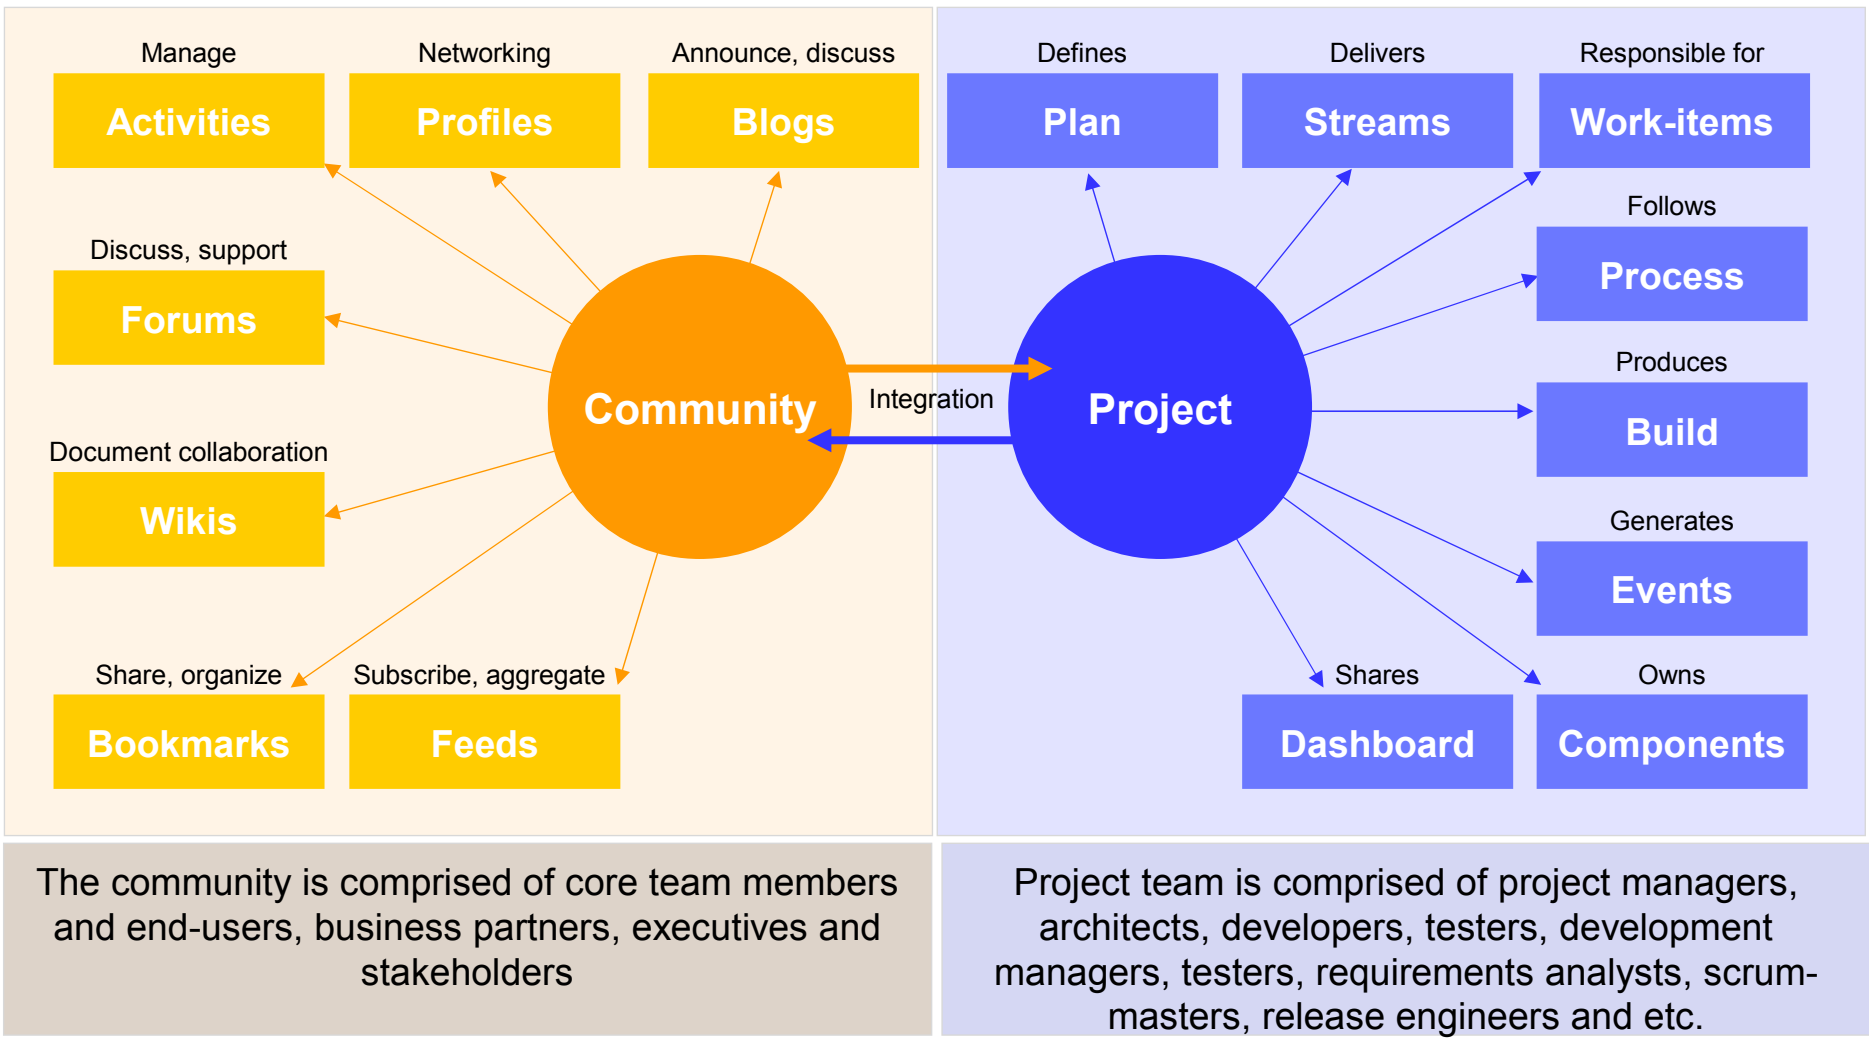 Manage
Activities
Networking
Profiles
Announce, discuss
Blogs
Discuss, support
Forums
Document collaboration
Wikis
Share, organize
Bookmarks
Subscribe, aggregate
Feeds
Community
Integration
Project
Defines
Plan
Delivers
Streams
Responsible for
Work-items
Follows
Process
Produces
Build
Generates
Events
Shares
Dashboard
Owns
Components
The community is comprised of core team members
and end-users, business partners, executives and
stakeholders
Project team is comprised of project managers,
architects, developers, testers, development
managers, testers, requirements analysts, scrum-
masters, release engineers and etc.